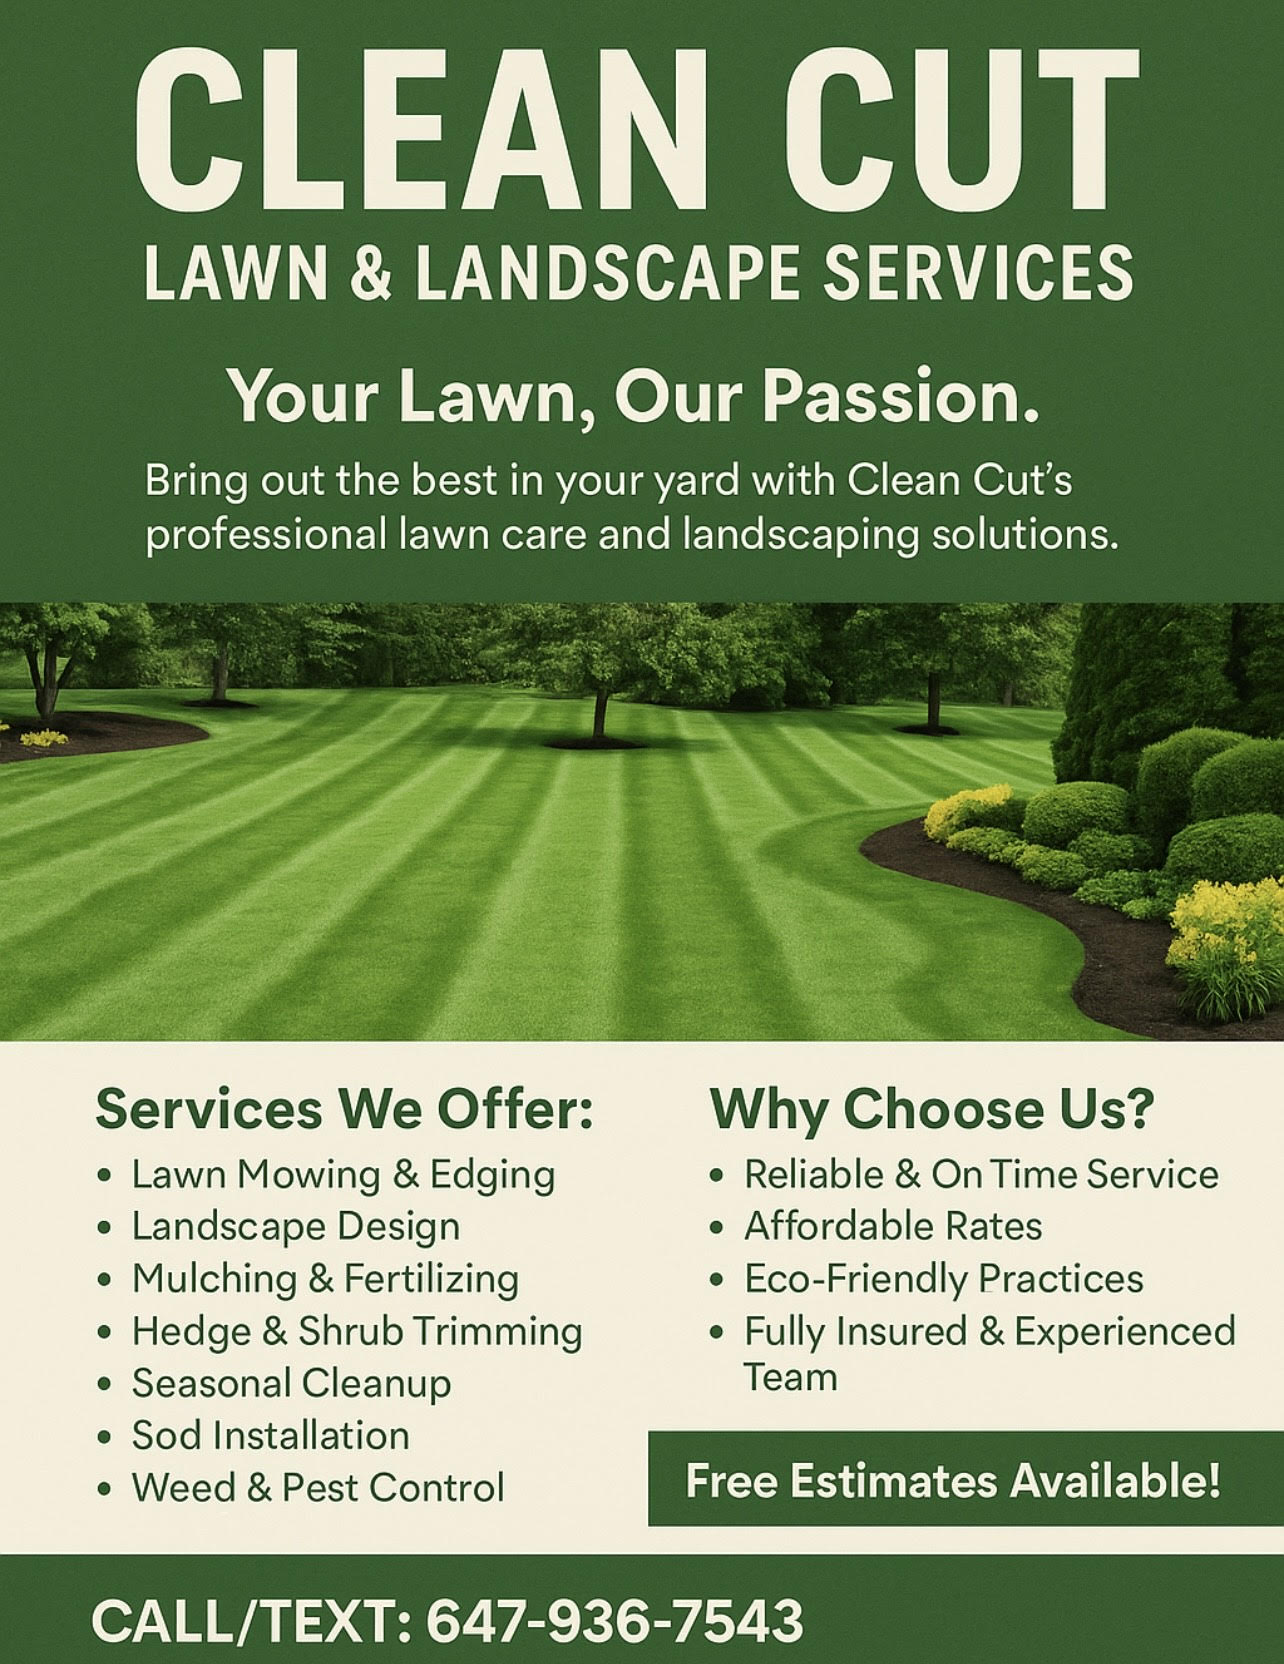 CLEAN CUT
LAWN & LANDSCAPE SERVICES
Your Lawn, Our Passion.
Bring out the best in your yard with Clean Cut’s
professional lawn care and landscaping solutions.
Services We Offer:
• Lawn Mowing & Edging
• Landscape Design
• Mulching & Fertilizing
• Hedge & Shrub Trimming
• Seasonal Cleanup
• Sod Installation
• Weed & Pest Control
Why Choose Us?
• Reliable & On Time Service
• Affordable Rates
• Eco-Friendly Practices
• Fully Insured & Experienced
Team
Free Estimates Available!
CALL/TEXT: 647-936-7543